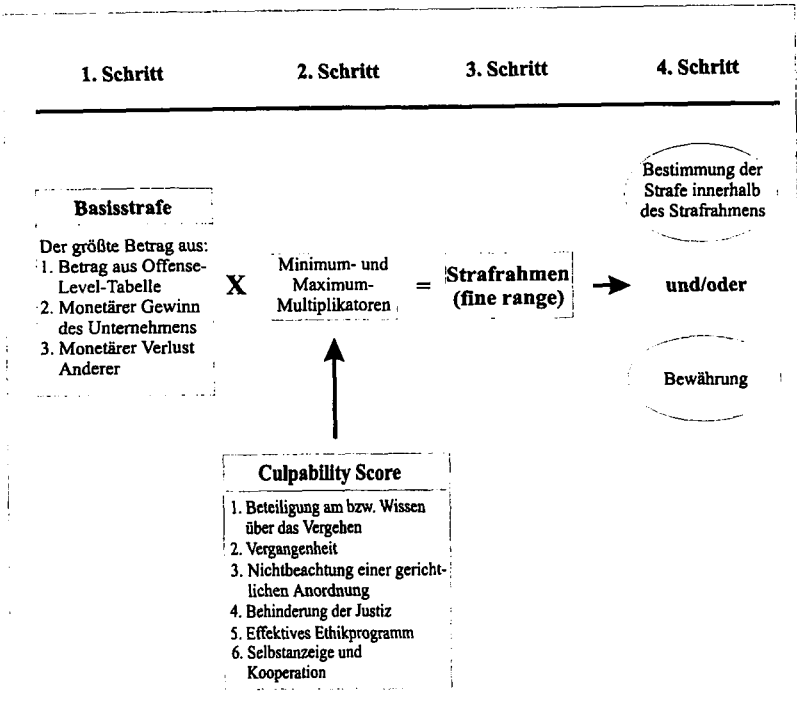 1. Schritt
2. Schritt
3. Schritt
4. Schritt
Basisstrafe
Der größte Betrag aus:
1. Betrag aus Offense-
Level-Tabelle
2. Monetärer Gewinn
des Unternehmens
3. Monetärer Verlust
Anderer
X
Minimum- und
Maximum-
Multiplikatoren
=
Strafrahmen
(fine range)
Bestimmung der
Strafe innerhalb
des Strafrahmens
und/oder
Bewährung
Culpability Score
1. Beteiligung am bzw. Wissen
über das Vergehen
2. Vergangenheit
3. Nichtbeachtung einer gericht-
lichen Anordnung
4. Behinderung der Justiz
5. Effektives Ethikprogramm
6. Selbstanzeige und
Kooperation